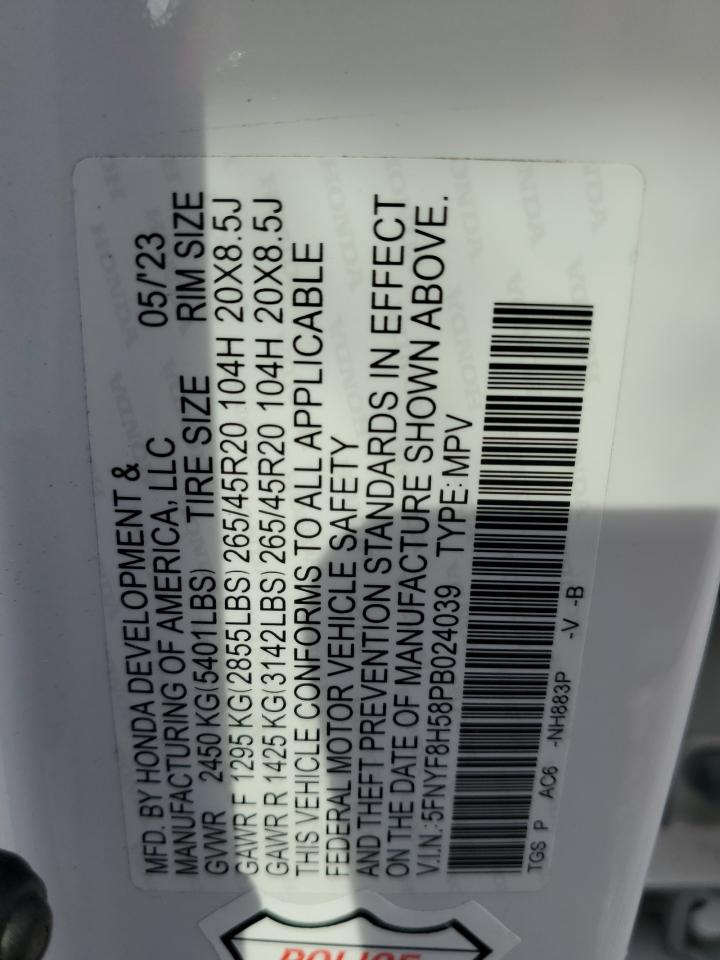 MFD. BY HONDA DEVELOPMENT &
MANUFACTURING OF AMERICA, LLC 05/'23
GVWR 2450 KG(5401LBS) TIRE SIZE RIM SIZE
GAWR F 1295 KG(2855LBS) 265/45R20 104H 20X8.5J
GAWR R 1425 KG(3142LBS) 265/45R20 104H 20X8.5J
THIS VEHICLE CONFORMS TO ALL APPLICABLE
FEDERAL MOTOR VEHICLE SAFETY
AND THEFT PREVENTION STANDARDS IN EFFECT
ON THE DATE OF MANUFACTURE SHOWN ABOVE.
V.I.N.:5FNYF8H58PB024039 TYPE:MPV
TGS P AC6 -NH883P -V -B
POLICE